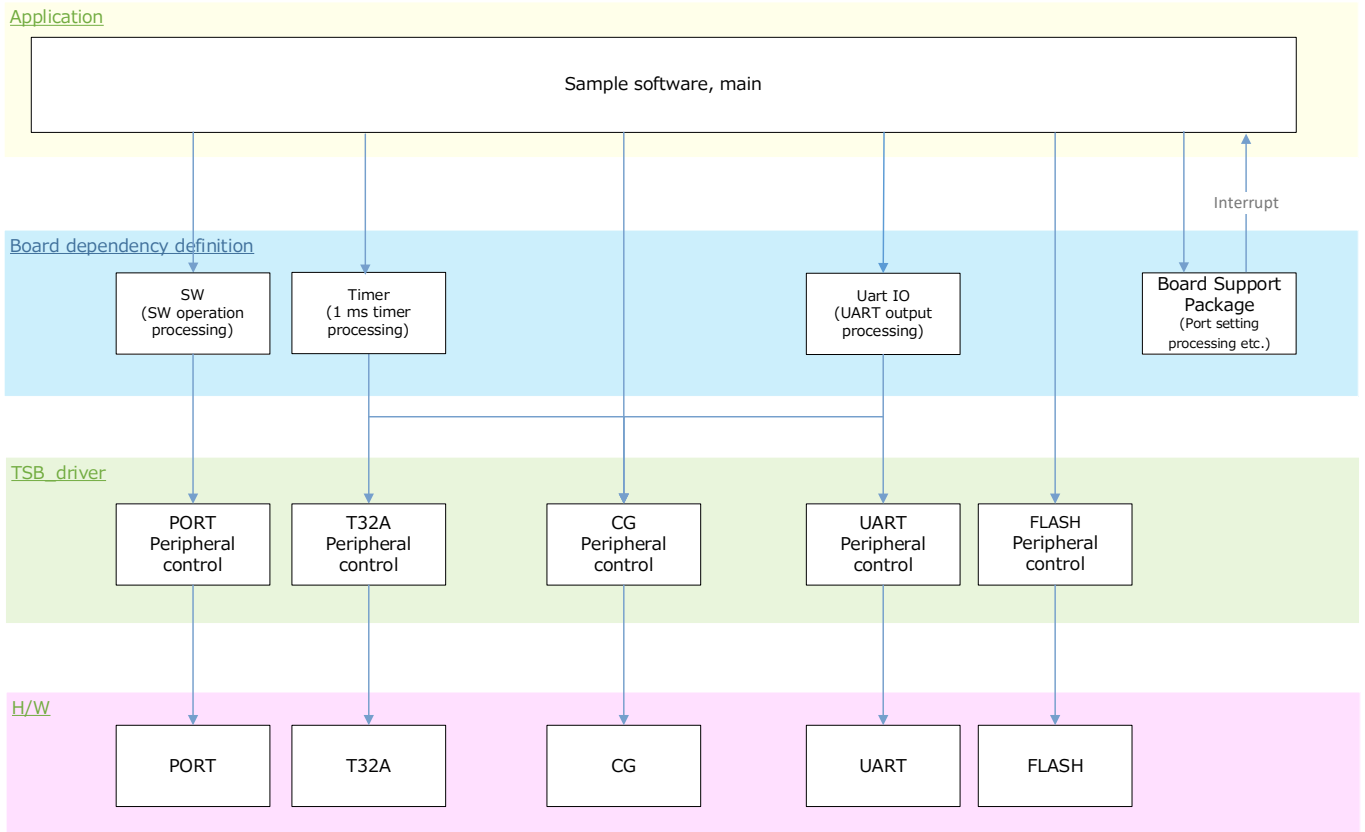 Application
Sample software, main
Interrupt
Board dependency definition
SW
(SW operation
processing)
Timer
(1 ms timer
processing)
Uart IO
(UART output
processing)
Board Support
Package
(Port setting
processing etc.)
TSB_driver
PORT
Peripheral
control
T32A
Peripheral
control
CG
Peripheral
control
UART
Peripheral
control
FLASH
Peripheral
control
H/W
PORT
T32A
CG
UART
FLASH